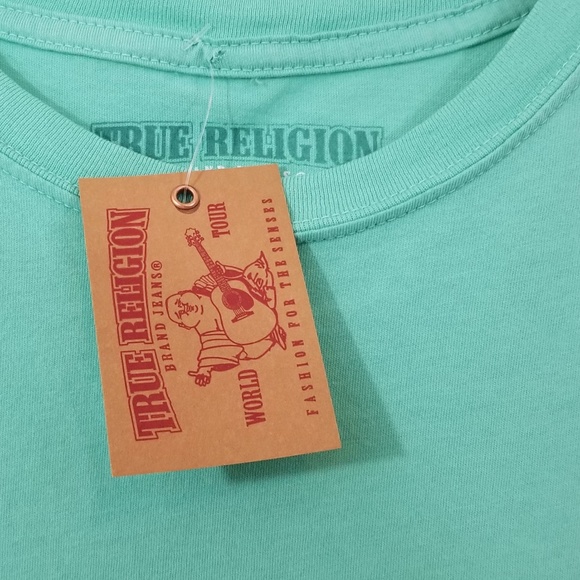 TRUE RELIGION
TRUE RELIGION
BRAND JEANS®
WORLD TOUR
FASHION FOR THE SENSES